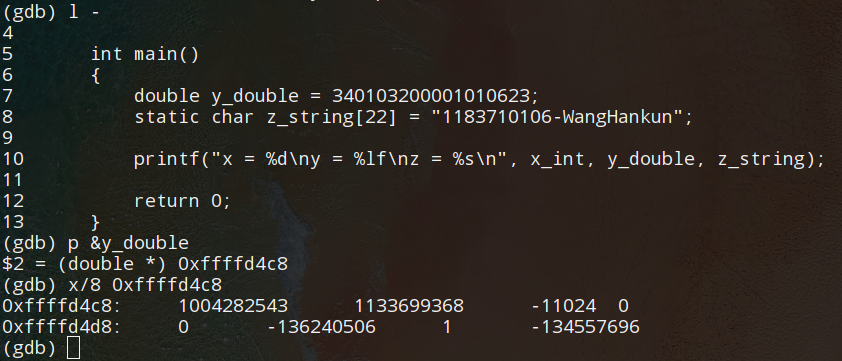 (gdb) l -
4
5       int main()
6       {
7           double y_double = 340103200001010623;
8           static char z_string[22] = "1183710106-WangHankun";
9
10          printf("x = %d\ny = %lf\nz = %s\n", x_int, y_double, z_string);
11
12          return 0;
13      }
(gdb) p &y_double
$2 = (double *) 0xffffd4c8
(gdb) x/8 0xffffd4c8
0xffffd4c8:     1004282543      1133699368      -11024  0
0xffffd4d8:     0       -136240506      1       -134557696
(gdb)